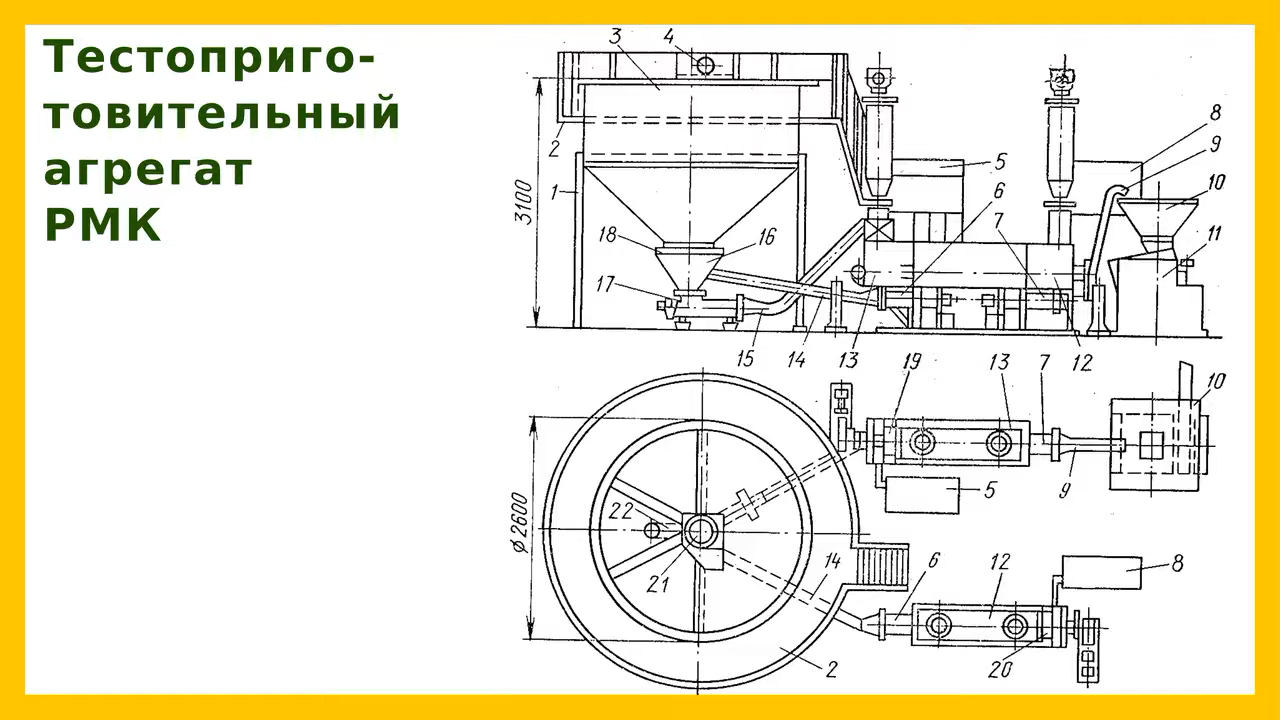 Тестоприго-
товительный
агрегат
РМК
3 4
8
9
2
5
10
1
6
3100
7
11
18 16
17
15 14 13 12
19 13 7 10
5 9
22
ϕ2600
21
14 6 12 8
2 20